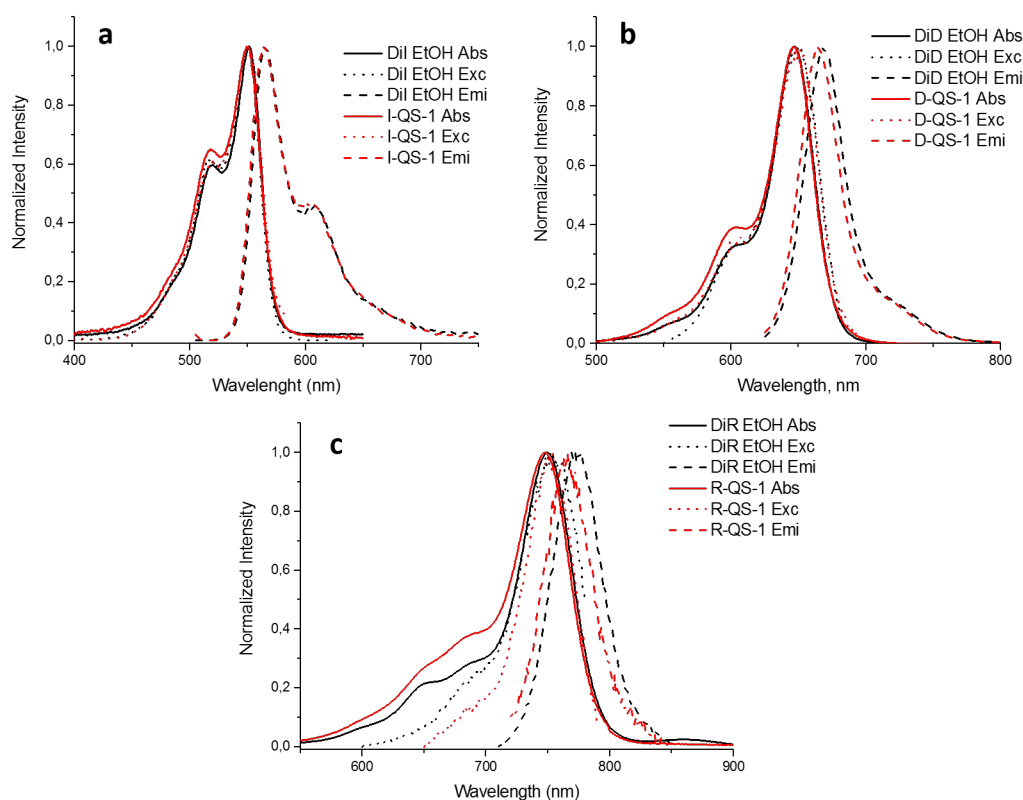 a
DiI EtOH Abs
DiI EtOH Exc
DiI EtOH Emi
I-QS-1 Abs
I-QS-1 Exc
I-QS-1 Emi
Normalized Intensity
1,0
0,8
0,6
0,4
0,2
0,0
400
500
600
700
Wavelenght (nm)
b
DiD EtOH Abs
DiD EtOH Exc
DiD EtOH Emi
D-QS-1 Abs
D-QS-1 Exc
D-QS-1 Emi
Normalized Intensity
1,0
0,8
0,6
0,4
0,2
0,0
500
600
700
800
Wavelength, nm
c
DiR EtOH Abs
DiR EtOH Exc
DiR EtOH Emi
R-QS-1 Abs
R-QS-1 Exc
R-QS-1 Emi
Normalized Intensity
1,0
0,8
0,6
0,4
0,2
0,0
600
700
800
900
Wavelength (nm)